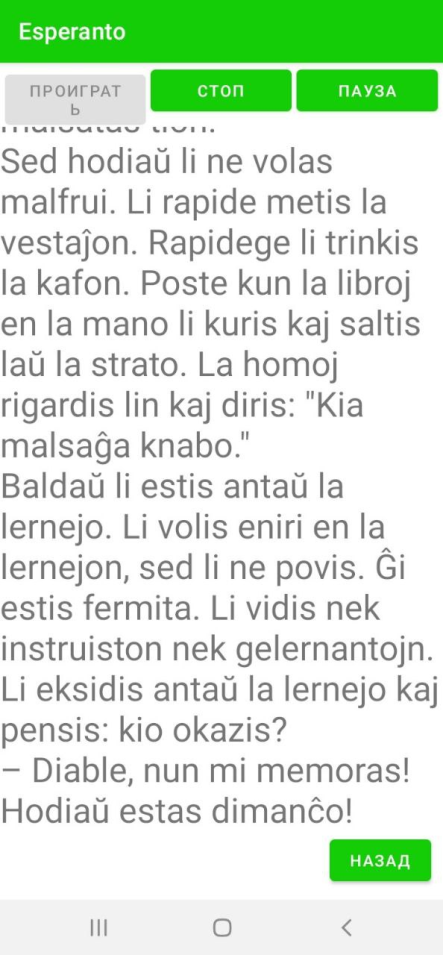 Esperanto
ПРОИГРАТ
Ь
СТОП
ПАУЗА
Sed hodiaŭ li ne volas
malfrui. Li rapide metis la
vestaĵon. Rapidege li trinkis
la kafon. Poste kun la libroj
en la mano li kuris kaj saltis
laŭ la strato. La homoj
rigardis lin kaj diris: "Kia
malsaĝa knabo."
Baldaŭ li estis antaŭ la
lernejo. Li volis eniri en la
lernejon, sed li ne povis. Ĝi
estis fermita. Li vidis nek
instruiston nek gelernantojn.
Li eksidis antaŭ la lernejo kaj
pensis: kio okazis?
– Diable, nun mi memoras!
Hodiaŭ estas dimanĉo!
НАЗАД